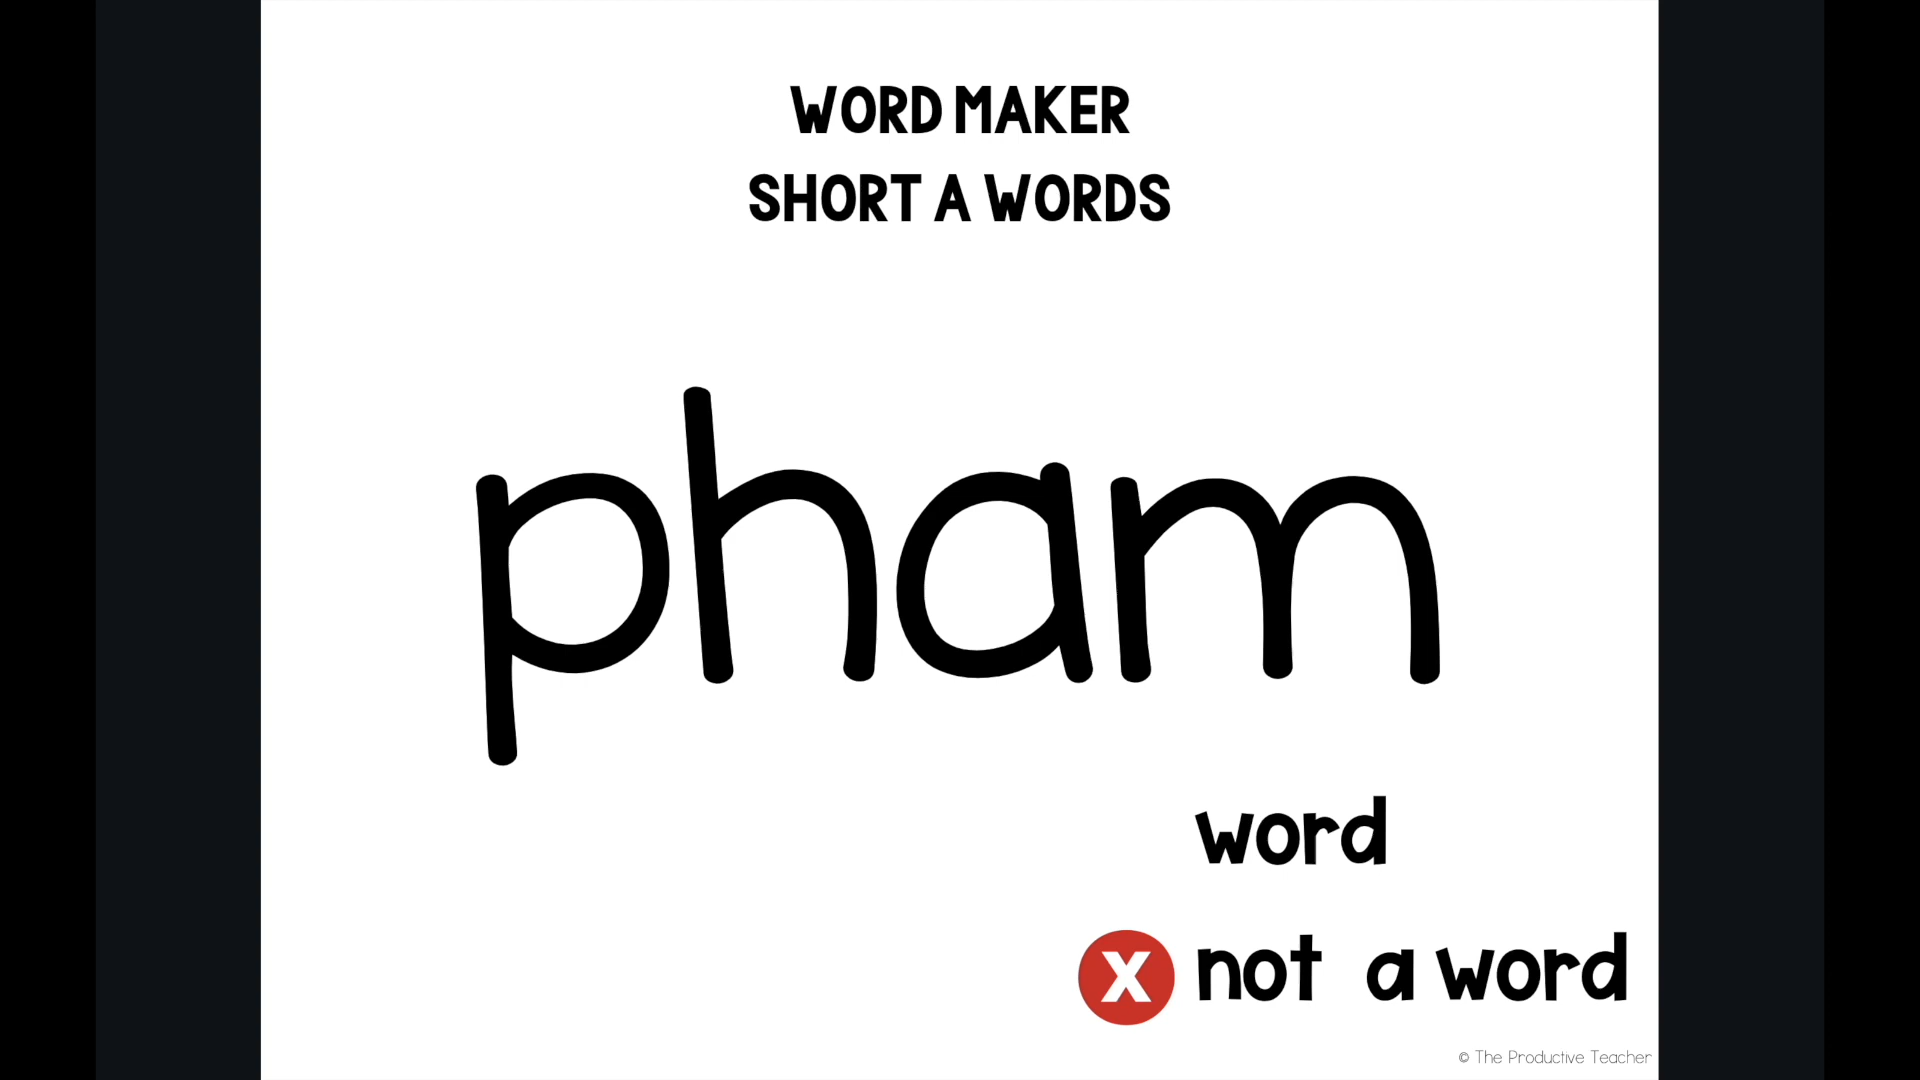 WORD MAKER
SHORT A WORDS
pham
word
x not a word
© The Productive Teacher